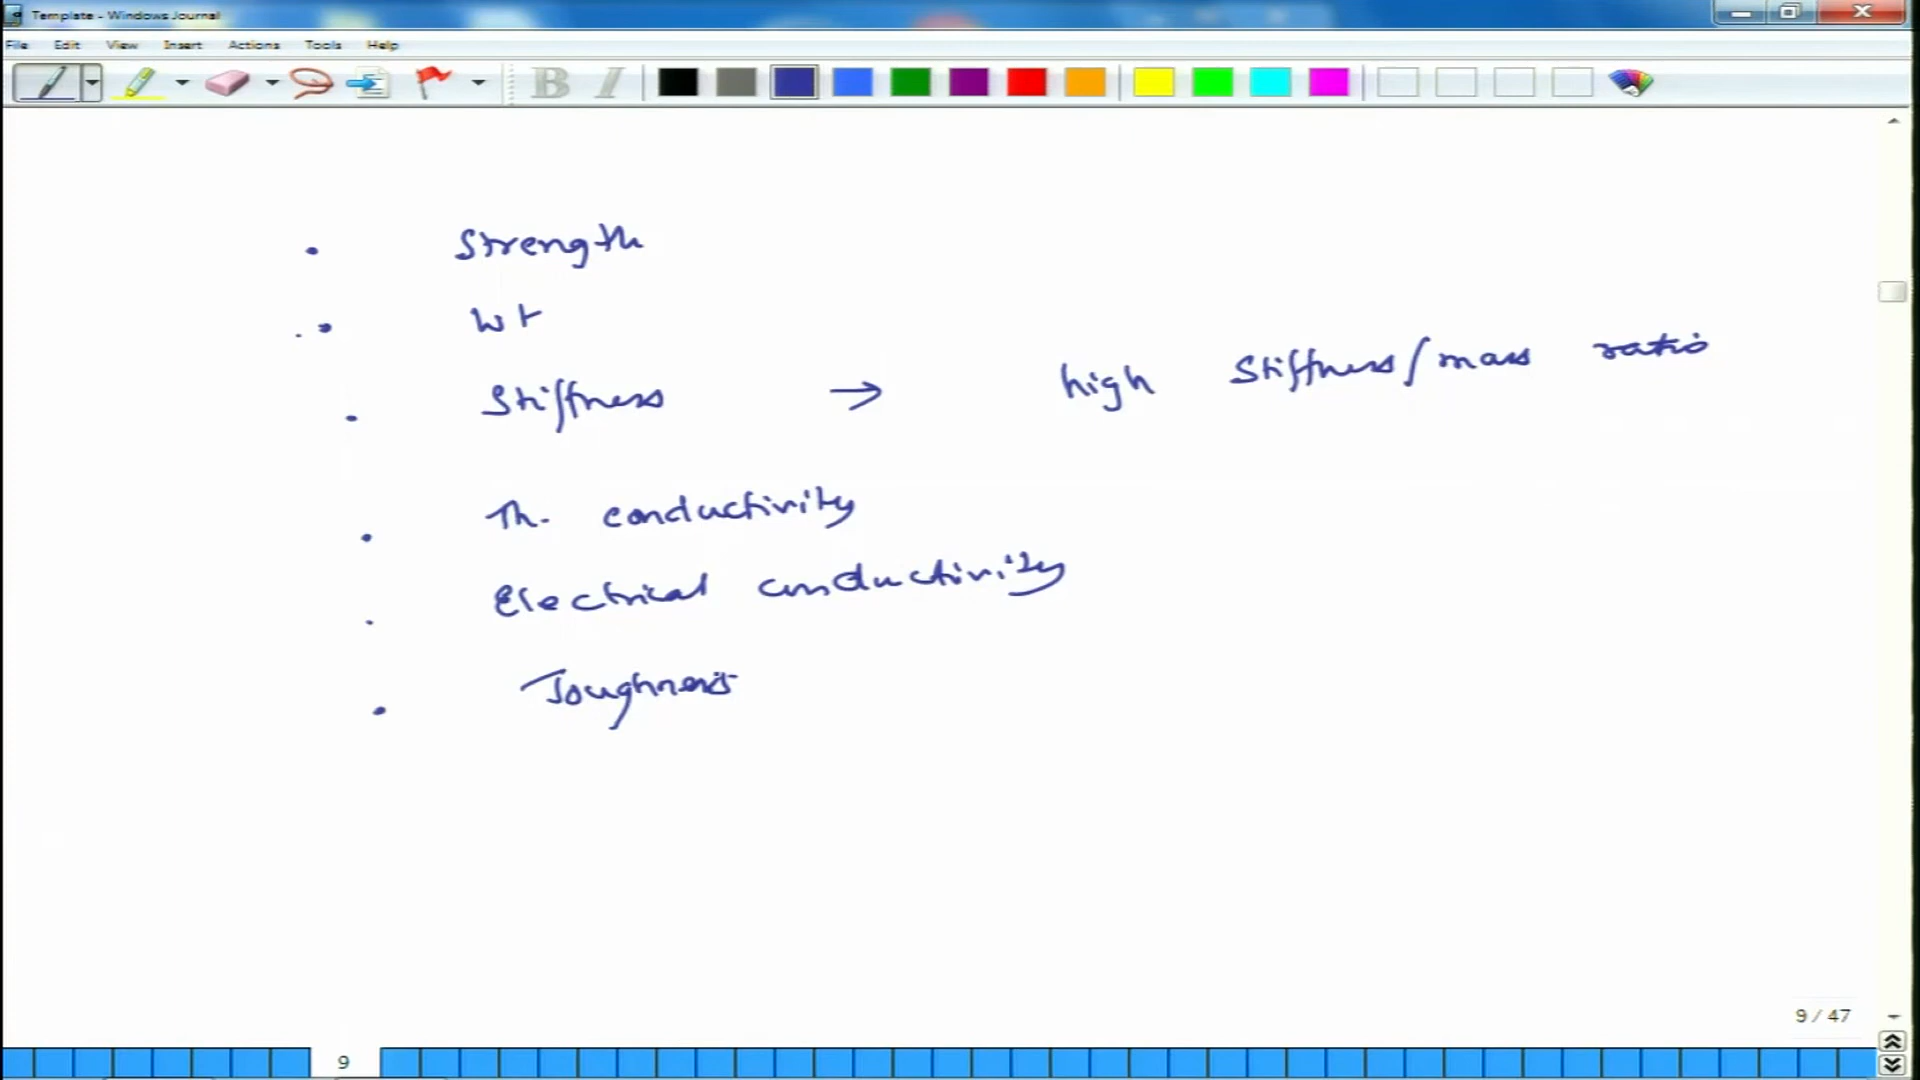 Template - Windows Journal
File Edit View Insert Actions Tools Help
B I
• Strength
• Wt
• Stiffness → high Stiffness/mass ratio
• Th. conductivity
• Electrical conductivity
• Toughness
9 / 47
9